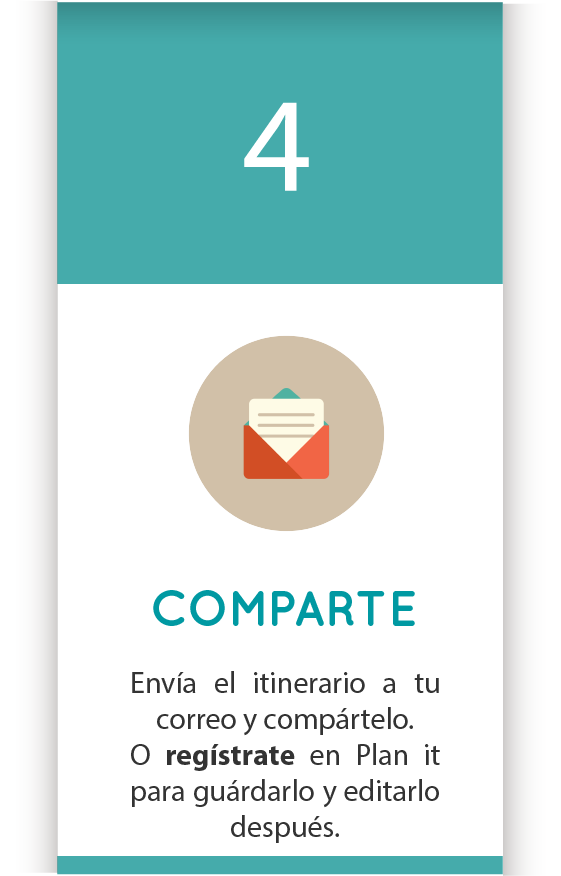 4
COMPARTE
Envía el itinerario a tu
correo y compártelo.
O regístrate en Plan it
para guárdarlo y editarlo
después.